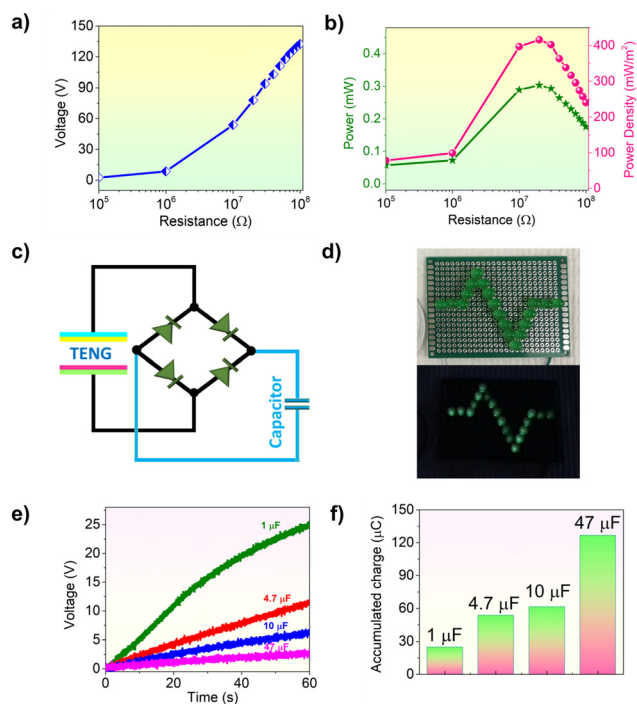 a)
150
120
90
60
30
0
Voltage (V)
10^5
10^6
10^7
10^8
Resistance (Ω)
b)
0.4
0.3
0.2
0.1
0.0
Power (mW)
400
300
200
100
0
Power Density (mW/m²)
10^5
10^6
10^7
10^8
Resistance (Ω)
c)
TENG
Capacitor
d)
e)
25
20
15
10
5
0
Voltage (V)
1 μF
4.7 μF
10 μF
47 μF
0
20
40
60
Time (s)
f)
150
120
90
60
30
0
Accumulated charge (μC)
1 μF
4.7 μF
10 μF
47 μF